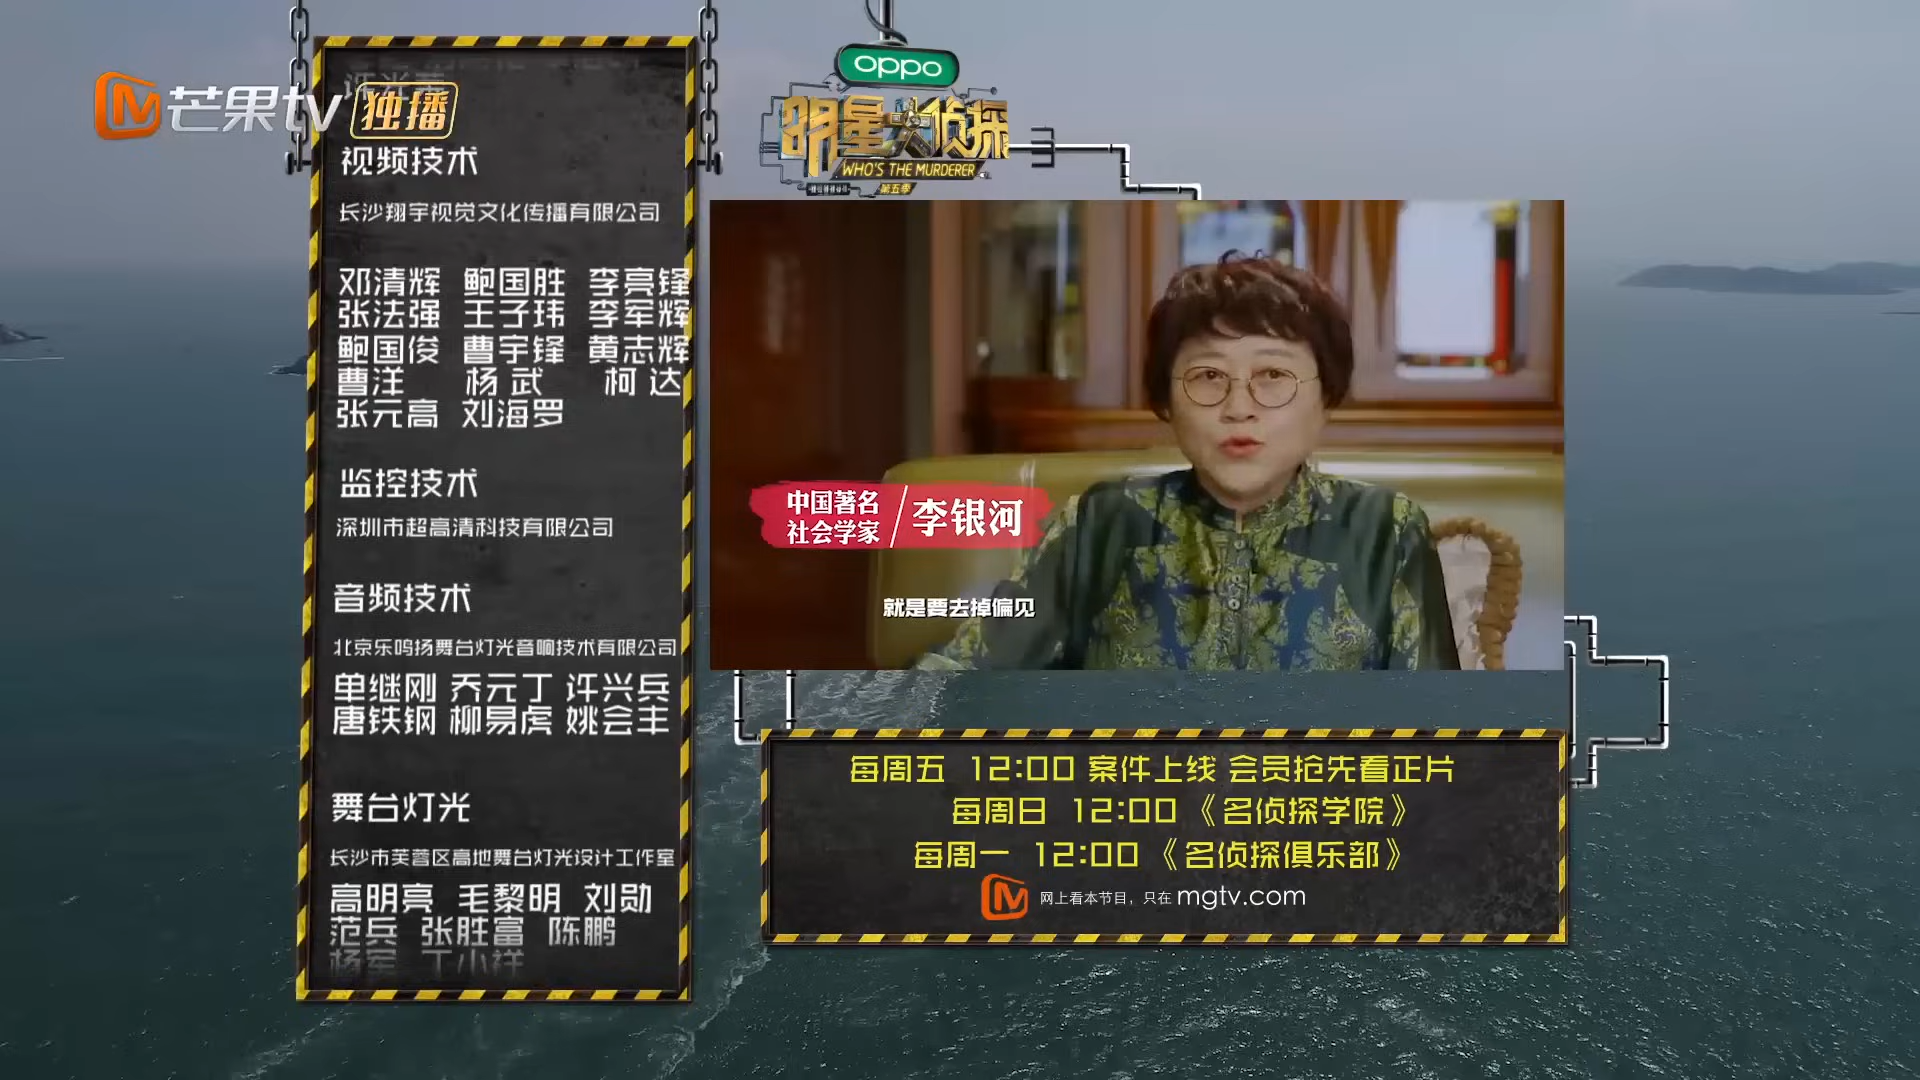 芒果tv 独播
视频技术
长沙翔宇视觉文化传播有限公司
邓清辉 鲍国胜 李亮锋
张法强 王子玮 李军辉
鲍国俊 曹宇锋 黄志辉
曹洋 杨武 柯达
张元高 刘海罗
监控技术
深圳市超高清科技有限公司
音频技术
北京乐鸣扬舞台灯光音响技术有限公司
单继刚 乔元丁 许兴兵
唐铁钢 柳易虎 姚会丰
舞台灯光
长沙市芙蓉区高地舞台灯光设计工作室
高明亮 毛黎明 刘勋
范兵 张胜富 陈鹏
杨军 丁小祥
oppo
明星大侦探
WHO'S THE MURDERER
第五季
中国著名
社会学家
李银河
就是要去掉偏见
每周五 12:00 案件上线 会员抢先看正片
每周日 12:00 《名侦探学院》
每周一 12:00 《名侦探俱乐部》
网上看本节目，只在 mgtv.com